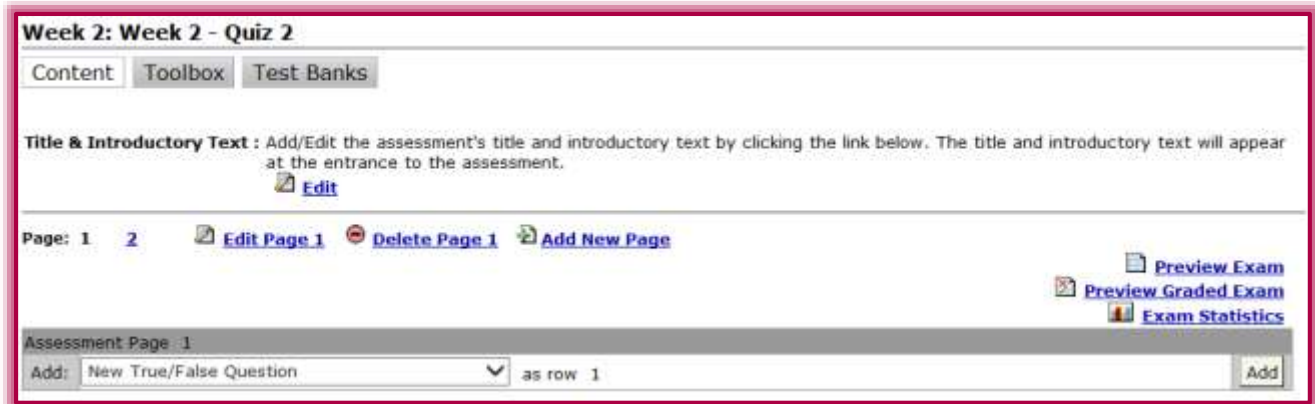 Week 2: Week 2 - Quiz 2
Content Toolbox Test Banks
Title & Introductory Text : Add/Edit the assessment's title and introductory text by clicking the link below. The title and introductory text will appear
at the entrance to the assessment.
Edit
Page: 1 2 Edit Page 1 Delete Page 1 Add New Page
Preview Exam
Preview Graded Exam
Exam Statistics
Assessment Page 1
Add: New True/False Question as row 1 Add